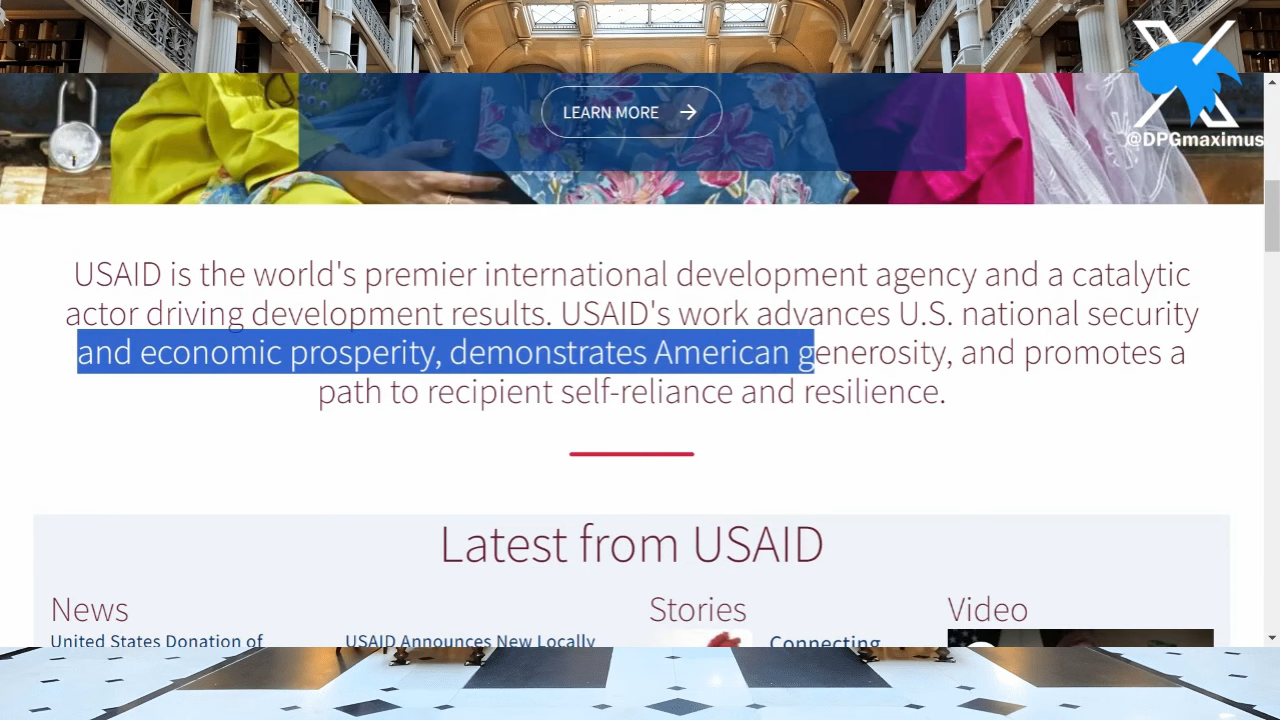 LEARN MORE
@DPGmaximus
USAID is the world's premier international development agency and a catalytic
actor driving development results. USAID's work advances U.S. national security
and economic prosperity, demonstrates American generosity, and promotes a
path to recipient self-reliance and resilience.
Latest from USAID
News
Stories
Video
United States Donation of
USAID Announces New Locally
Connecting